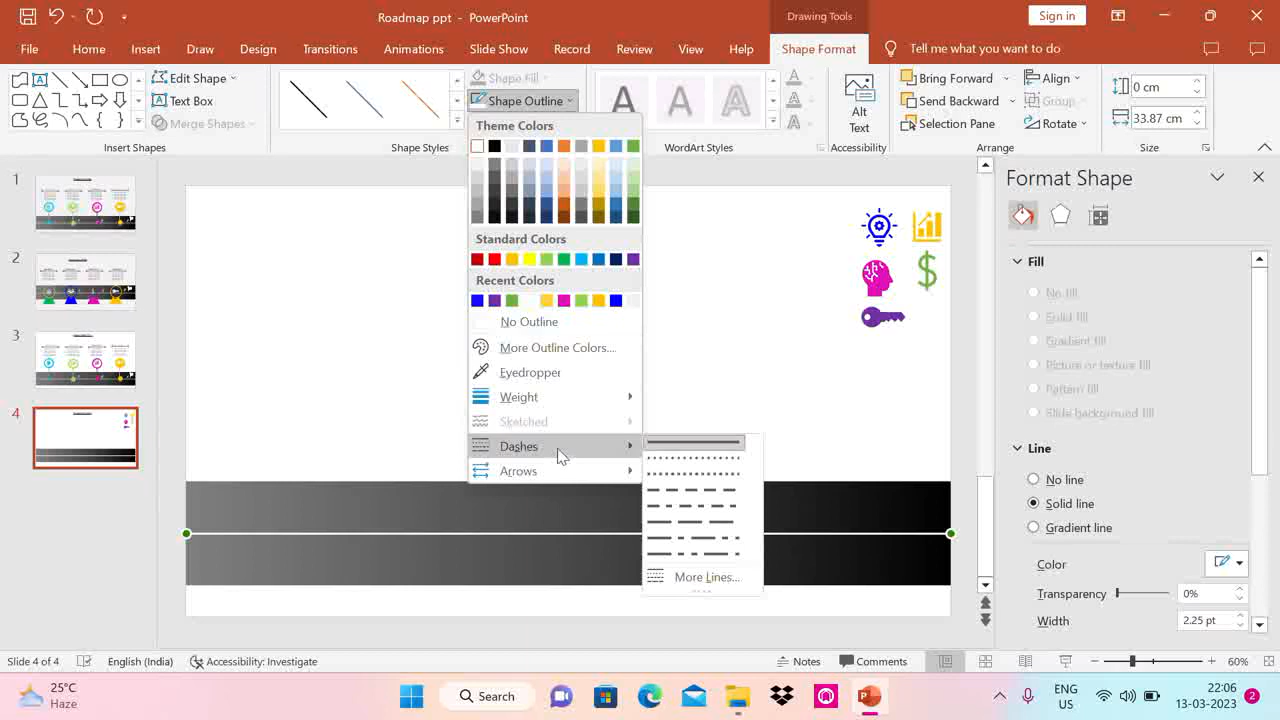 Roadmap ppt - PowerPoint
Drawing Tools
Sign in
File
Home
Insert
Draw
Design
Transitions
Animations
Slide Show
Record
Review
View
Help
Shape Format
Tell me what you want to do
Edit Shape
Text Box
Merge Shapes
Insert Shapes
Shape Styles
Shape Fill
Shape Outline
A A A
WordArt Styles
Alt
Text
Accessibility
Bring Forward
Send Backward
Selection Pane
Align
Group
Rotate
Arrange
0 cm
33.87 cm
Size
Theme Colors
Standard Colors
Recent Colors
No Outline
More Outline Colors....
Eyedropper
Weight
Sketched
Dashes
Arrows
More Lines...
1
2
3
4
$
Format Shape
Fill
No fill
Solid fill
Gradient fill
Picture or texture fill
Pattern fill
Slide background fill
Line
No line
Solid line
Gradient line
Color
Transparency
0%
Width
2.25 pt
Slide 4 of 4
English (India)
Accessibility: Investigate
Notes
Comments
60%
25°C
Haze
Search
ENG
US
22:06
13-03-2023